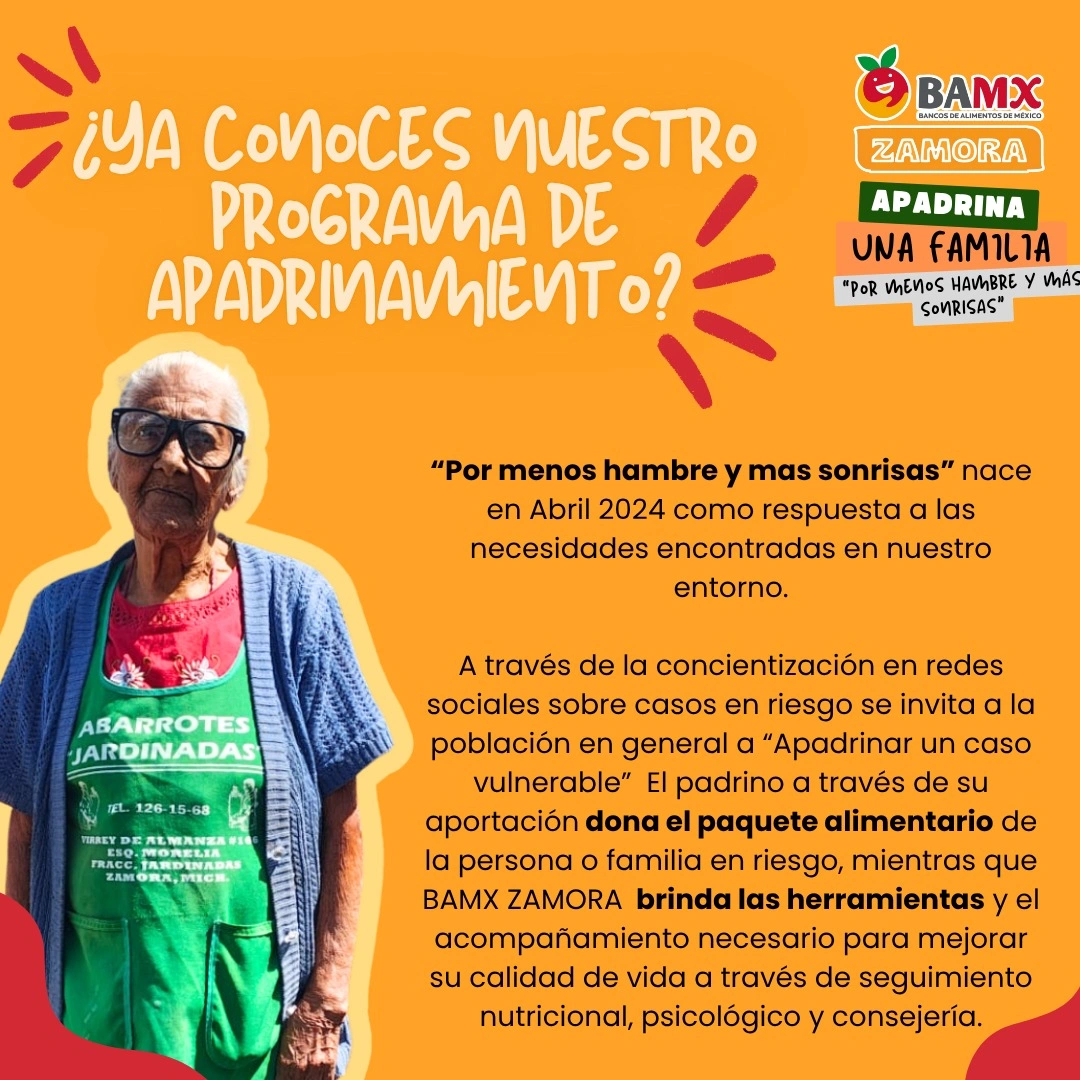 ¿YA CONOCES NUESTRO
PROGRAMA DE
APADRINAMIENTO?
BAMX
BANCOS DE ALIMENTOS DE MÉXICO
ZAMORA
APADRINA
UNA FAMILIA
"POR MENOS HAMBRE Y MÁS
SONRISAS"
“Por menos hambre y mas sonrisas” nace
en Abril 2024 como respuesta a las
necesidades encontradas en nuestro
entorno.
A través de la concientización en redes
sociales sobre casos en riesgo se invita a la
población en general a “Apadrinar un caso
vulnerable” El padrino a través de su
aportación dona el paquete alimentario de
la persona o familia en riesgo, mientras que
BAMX ZAMORA brinda las herramientas y el
acompañamiento necesario para mejorar
su calidad de vida a través de seguimiento
nutricional, psicológico y consejería.
ABARROTES
"JARDINADAS"
TEL. 126-15-68
VIRREY DE ALMANZA
ESQ. MORELIA
FRACC. JARDINADAS
ZAMORA, MICH.